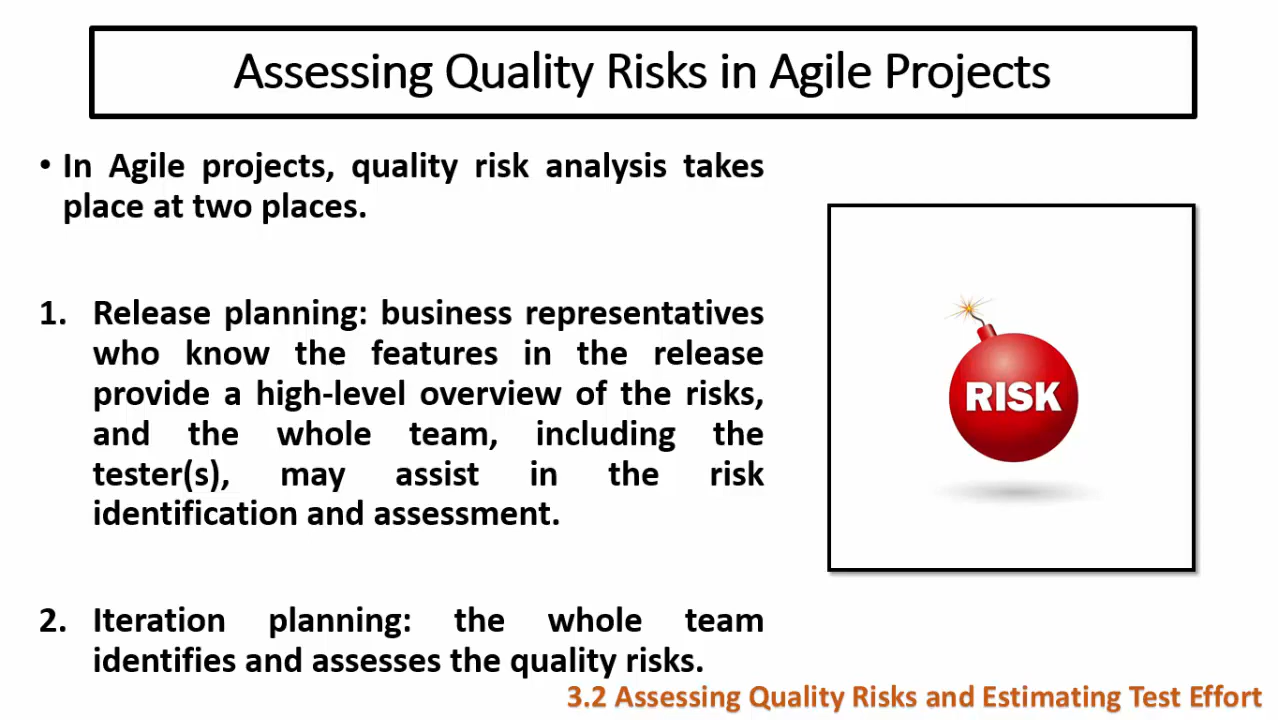 Assessing Quality Risks in Agile Projects
• In Agile projects, quality risk analysis takes
place at two places.
1. Release planning: business representatives
who know the features in the release
provide a high-level overview of the risks,
and the whole team, including the
tester(s), may assist in the risk
identification and assessment.
RISK
2. Iteration planning: the whole team
identifies and assesses the quality risks.
3.2 Assessing Quality Risks and Estimating Test Effort